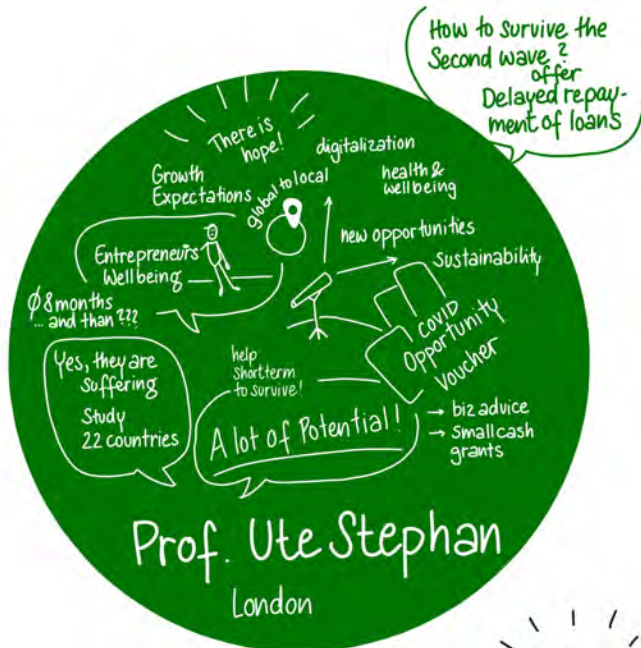 How to survive the
Second wave?
offer
Delayed repay-
ment of loans
There is
hope!
digitalization
Growth
Expectations
global to local
health &
wellbeing
new opportunities
Entrepreneurs
Wellbeing
sustainability
Ø 8 months
... and than ???
COVID
Opportunity
Voucher
Yes, they are
suffering
Study
22 countries
help
shortterm
to survive!
A lot of Potential!
→ biz advice
→ small cash
grants
Prof. Ute Stephan
London